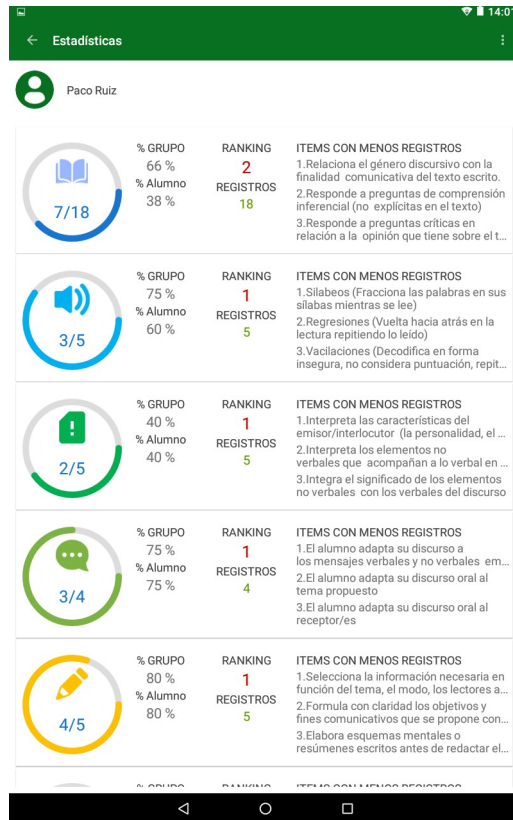 14:01
Estadísticas
Paco Ruiz
7/18
% GRUPO
66 %
% Alumno
38 %
RANKING
2
REGISTROS
18
ITEMS CON MENOS REGISTROS
1.Relaciona el género discursivo con la
finalidad comunicativa del texto escrito.
2.Responde a preguntas de comprensión
inferencial (no explícitas en el texto)
3.Responde a preguntas críticas en
relación a la opinión que tiene sobre el t...
3/5
% GRUPO
75 %
% Alumno
60 %
RANKING
1
REGISTROS
5
ITEMS CON MENOS REGISTROS
1.Silabeos (Fracciona las palabras en sus
sílabas mientras se lee)
2.Regresiones (Vuelta hacia atrás en la
lectura repitiendo lo leído)
3.Vacilaciones (Decodifica en forma
insegura, no considera puntuación, repit...
2/5
% GRUPO
40 %
% Alumno
40 %
RANKING
1
REGISTROS
5
ITEMS CON MENOS REGISTROS
1.Interpreta las características del
emisor/interlocutor (la personalidad, el ...
2.Interpreta los elementos no
verbales que acompañan a lo verbal en ...
3.Integra el significado de los elementos
no verbales con los verbales del discurso
3/4
% GRUPO
75 %
% Alumno
75 %
RANKING
1
REGISTROS
4
ITEMS CON MENOS REGISTROS
1.El alumno adapta su discurso a
los mensajes verbales y no verbales em...
2.El alumno adapta su discurso oral al
tema propuesto
3.El alumno adapta su discurso oral al
receptor/es
4/5
% GRUPO
80 %
% Alumno
80 %
RANKING
1
REGISTROS
5
ITEMS CON MENOS REGISTROS
1.Selecciona la información necesaria en
función del tema, el modo, los lectores a...
2.Formula con claridad los objetivos y
fines comunicativos que se propone con...
3.Elabora esquemas mentales o
resúmenes escritos antes de redactar el...
% GRUPO
RANKING
ITEMS CON MENOS REGISTROS